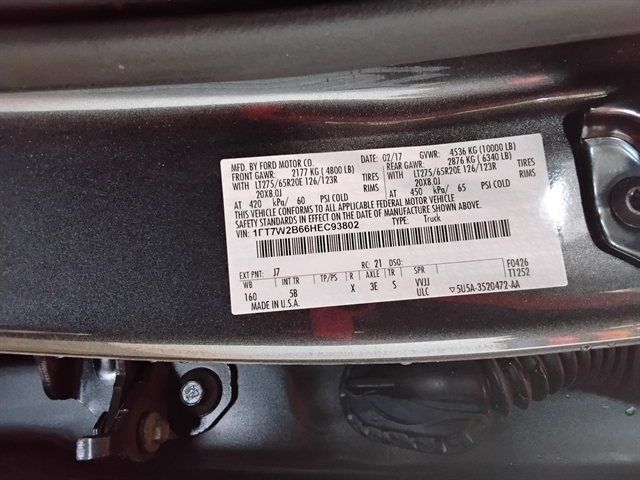 MFD. BY FORD MOTOR CO.
02/17 GVWR: 4536 KG (10000 LB)
FRONT GAWR: 2177 KG ( 4800 LB) REAR GAWR: 2876 KG ( 6340 LB)
WITH LT275/65R20E 126/123R TIRES WITH LT275/65R20E 126/123R TIRES
20X8.0J RIMS 20X8.0J RIMS
AT 420 kPa/ 60 PSI COLD AT 450 kPa/ 65 PSI COLD
THIS VEHICLE CONFORMS TO ALL APPLICABLE FEDERAL MOTOR VEHICLE
SAFETY STANDARDS IN EFFECT ON THE DATE OF MANUFACTURE SHOWN ABOVE.
VIN: 1FT7W2B66HEC93802 TYPE: Truck
EXT PNT: J7 RC: 21 DSO: F0426
WB INT TR TP/PS R AXLE TR SPR T1252
160 5B X 3E S VVJJ
MADE IN U.S.A. ULC ▽5U5A-3520472-AA